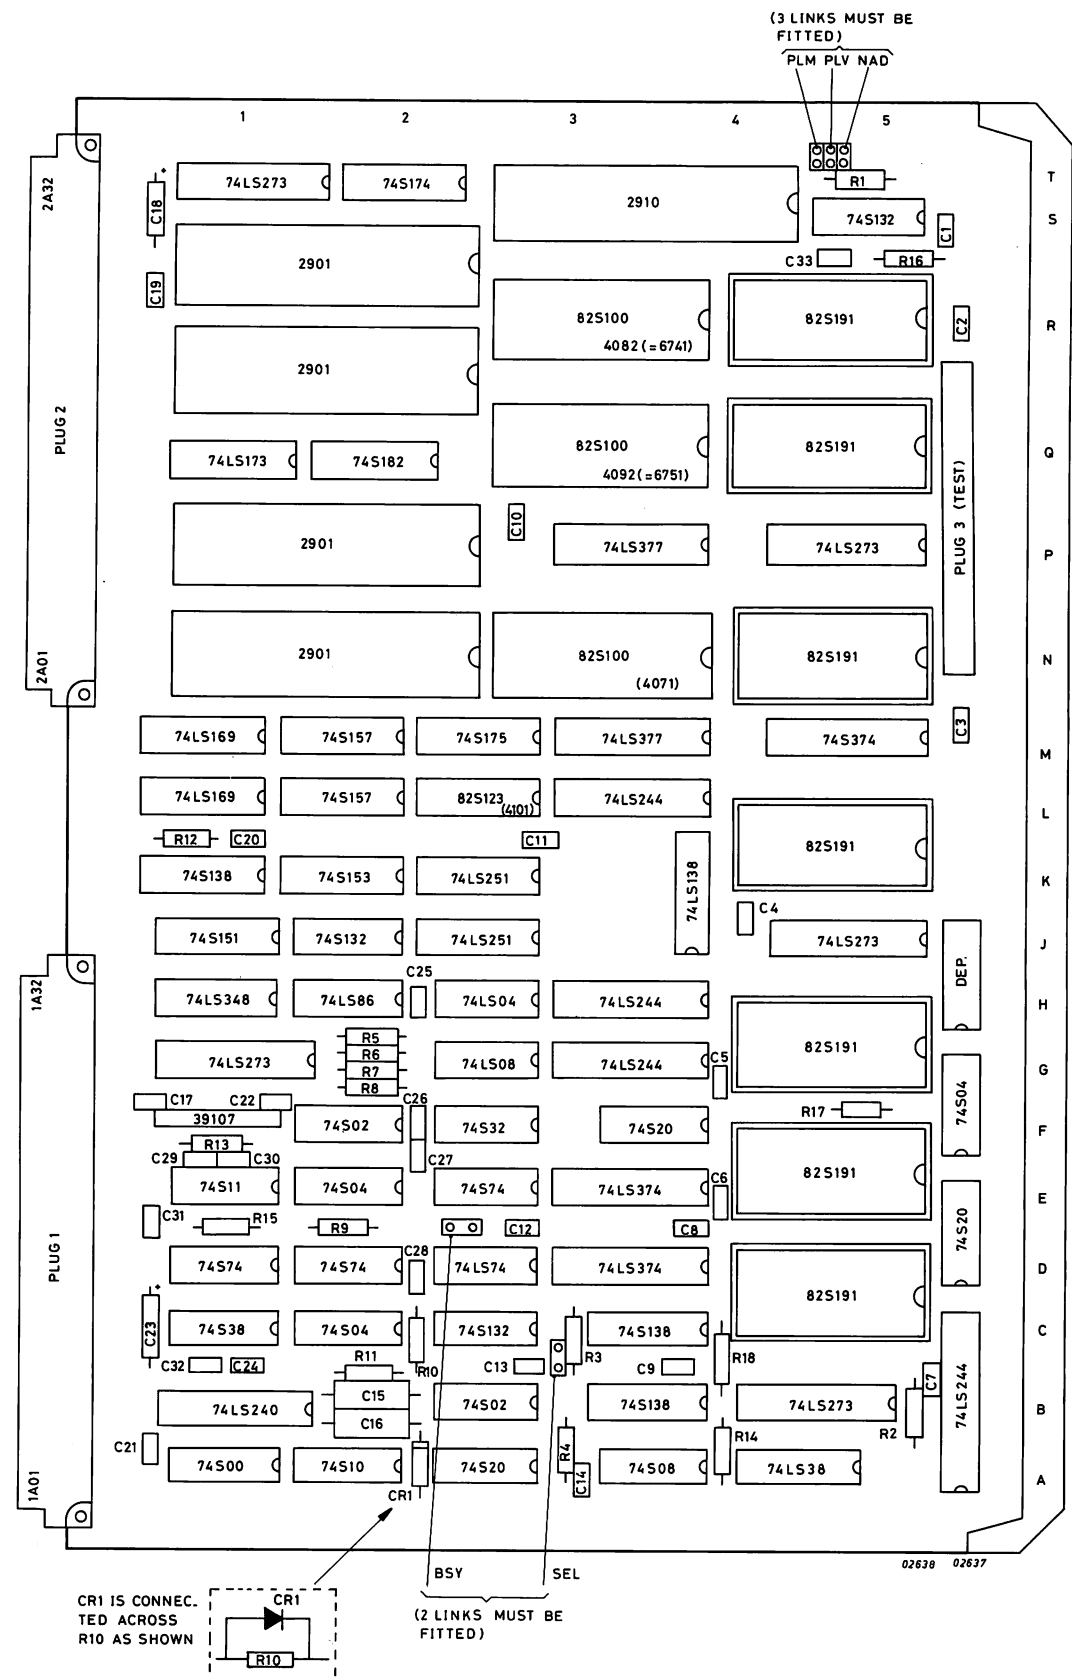 (3 LINKS MUST BE
FITTED)
PLM PLV NAD
1 2 3 4 5
2A32
C18
+
74LS273
74S174
2910
R1
T
74S132
C1
S
2901
C33
R16
C19
82S100
4082(=6741)
82S191
C2
R
2901
PLUG 2
82S100
4092(=6751)
82S191
Q
74LS173
74S182
PLUG 3 (TEST)
C10
2901
74LS377
74LS273
P
2901
82S100
(4071)
82S191
N
2A01
74LS169
74S157
74S175
74LS377
74S374
C3
M
74LS169
74S157
82S123
(4101)
74LS244
L
R12
C20
C11
74LS138
82S191
74S138
74S153
74LS251
K
C4
74S151
74S132
74LS251
74LS273
J
DEP.
1A32
C25
74LS348
74LS86
74LS04
74LS244
H
R5
R6
R7
R8
74LS273
74LS08
74LS244
C5
82S191
G
C17
C22
39107
C26
R17
74S04
74S02
74S32
74S20
F
R13
C29
C30
C27
74S11
74S04
74S74
74LS374
C6
82S191
E
C31
R15
R9
C12
C8
74S20
PLUG 1
C28
74S74
74S74
74LS74
74LS374
D
82S191
+
C23
74S38
74S04
R10
74S132
R3
74S138
R18
C
C32
C24
R11
C13
C9
C7
74LS244
74LS240
C15
C16
74S02
74S138
74LS273
R2
B
C21
R4
R14
74S00
74S10
74S20
C14
74S08
74LS38
A
1A01
CR1
02638 02637
BSY
SEL
(2 LINKS MUST BE
FITTED)
CR1 IS CONNEC-
TED ACROSS
R10 AS SHOWN
CR1
R10